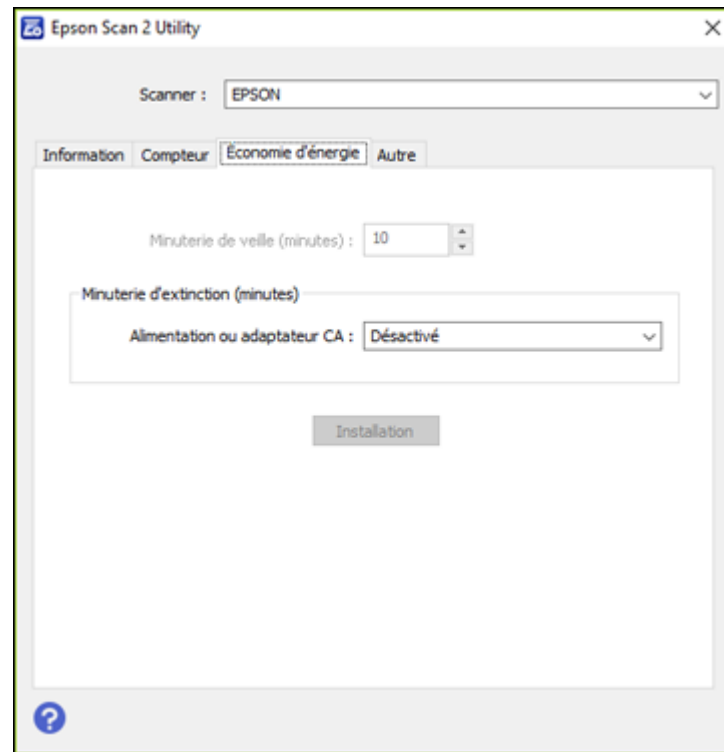 Epson Scan 2 Utility
Scanner : EPSON
Information Compteur Économie d'énergie Autre
Minuterie de veille (minutes) : 10
Minuterie d'extinction (minutes)
Alimentation ou adaptateur CA : Désactivé
Installation
?